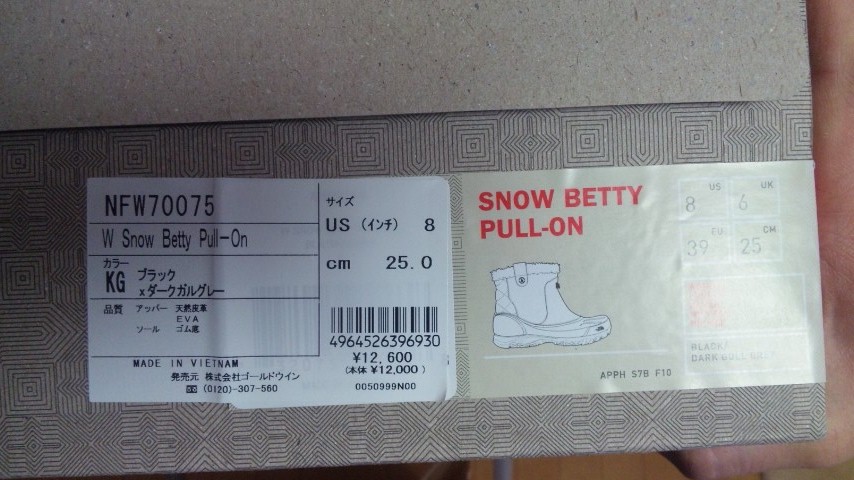 NFW70075
W Snow Betty Pull-On
カラー
KG ブラック
xダークガルグレー
品質 アッパー 天然皮革
EVA
ソール ゴム底
MADE IN VIETNAM
発売元 株式会社ゴールドウイン
(0120)-307-560
サイズ
US (インチ) 8
cm 25.0
4964526396930
¥12,600
(本体 ¥12,000)
0050999N00
SNOW BETTY
PULL-ON
US UK
8 6
EU CM
39 25
BLACK/
DARK GULL
APPH S7B F10